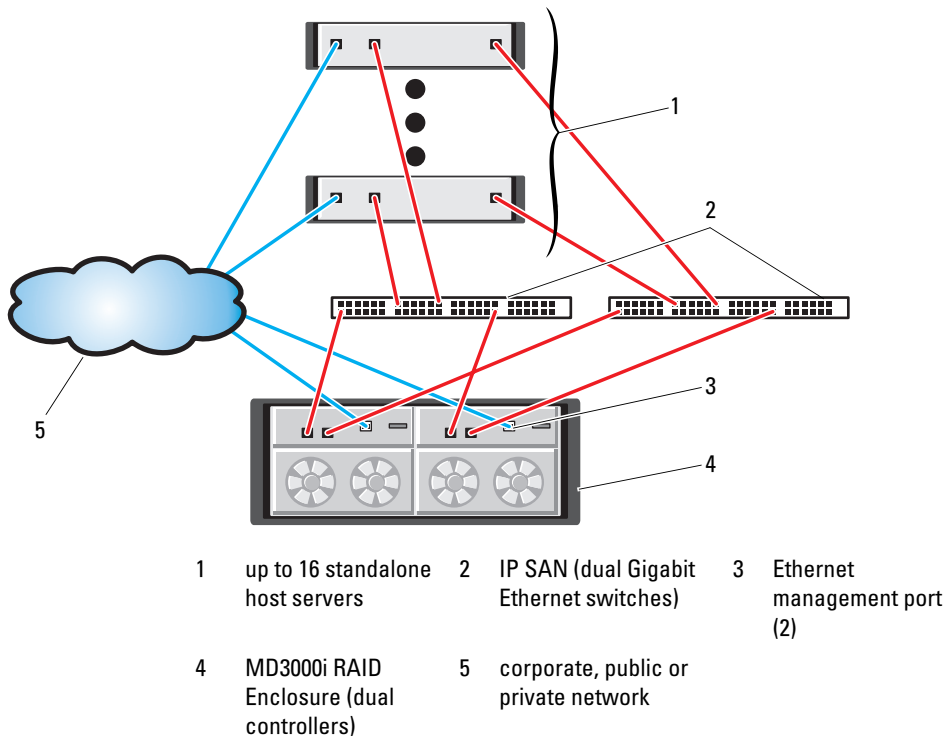 1
2
3
5
4
1 up to 16 standalone host servers
2 IP SAN (dual Gigabit Ethernet switches)
3 Ethernet management port (2)
4 MD3000i RAID Enclosure (dual controllers)
5 corporate, public or private network